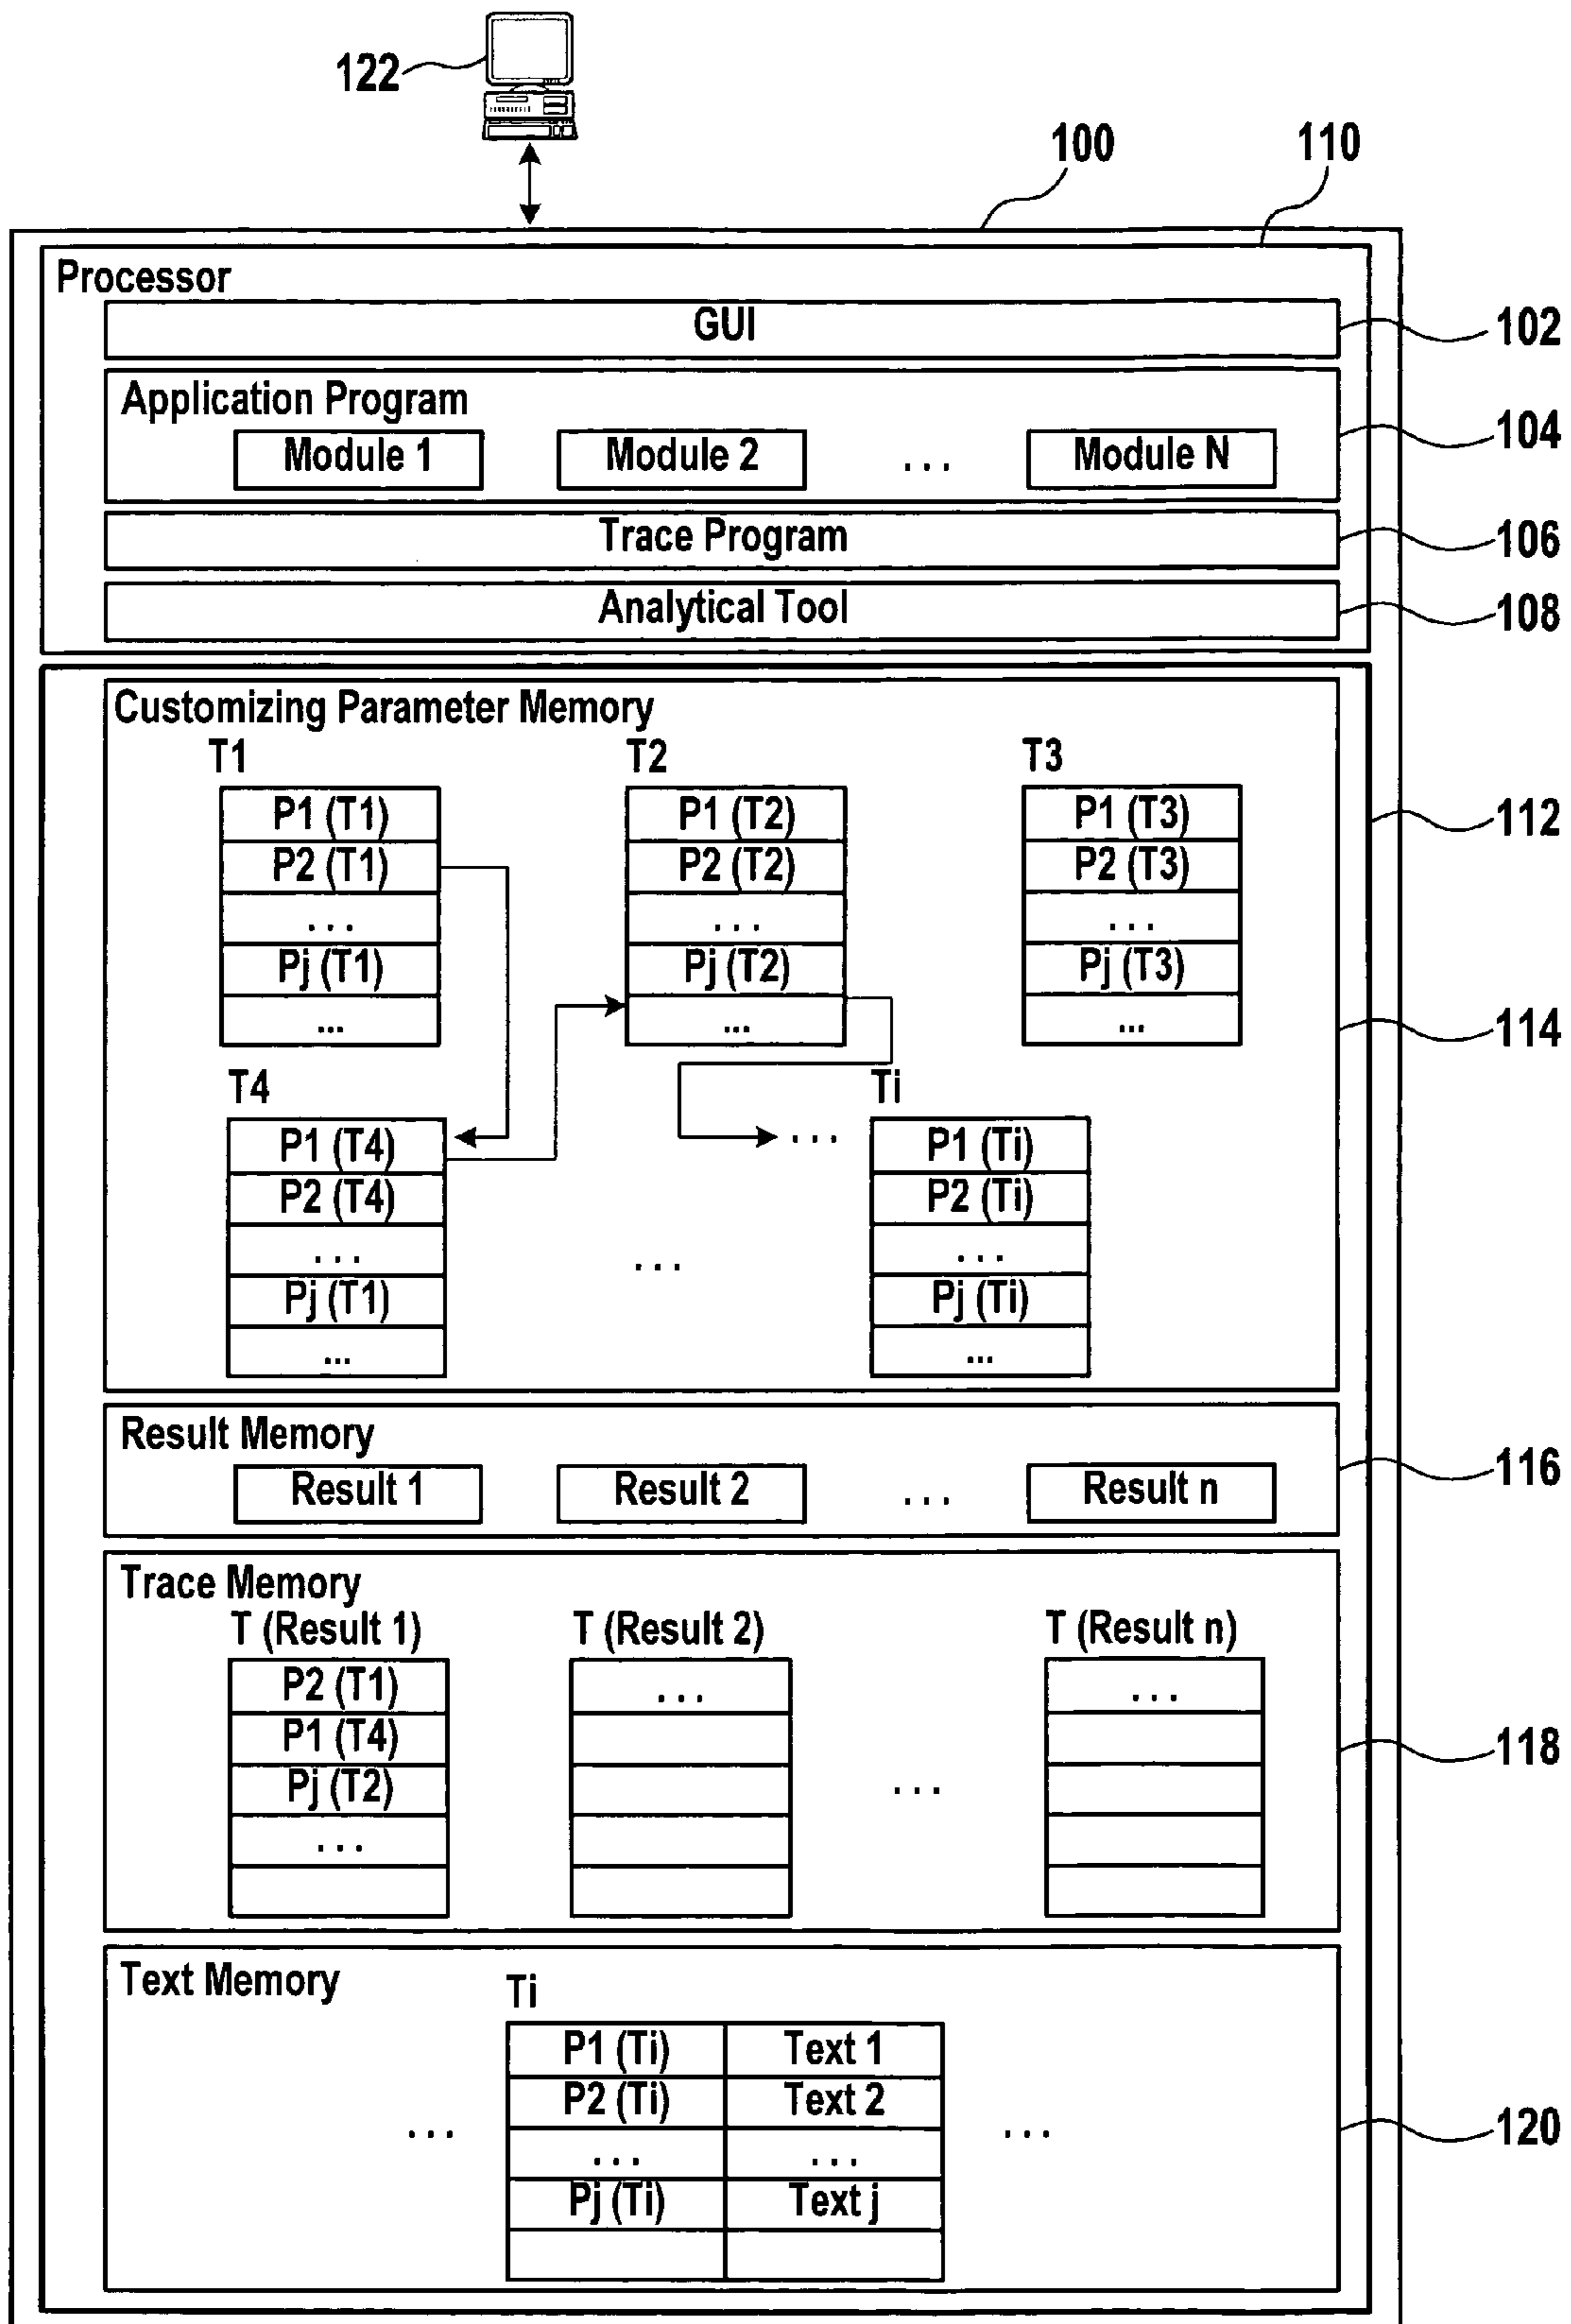 122
100 110
Processor
GUI 102
Application Program
104
Module 1 Module 2 ... Module N
Trace Program 106
Analytical Tool 108
Customizing Parameter Memory
T1 T2 T3
P1 (T1) P1 (T2) P1 (T3) 112
P2 (T1) P2 (T2) P2 (T3)
... ... ...
Pj (T1) Pj (T2) Pj (T3)
... ... ... 114
T4 Ti
P1 (T4) ... P1 (Ti)
P2 (T4) P2 (Ti)
... ... ...
Pj (T1) Pj (Ti)
... ...
Result Memory
116
Result 1 Result 2 ... Result n
Trace Memory
T (Result 1) T (Result 2) T (Result n)
P2 (T1) ... ...
P1 (T4) 118
Pj (T2) ...
...
Text Memory
Ti
P1 (Ti) Text 1
P2 (Ti) Text 2
... ... ... ... 120
Pj (Ti) Text j